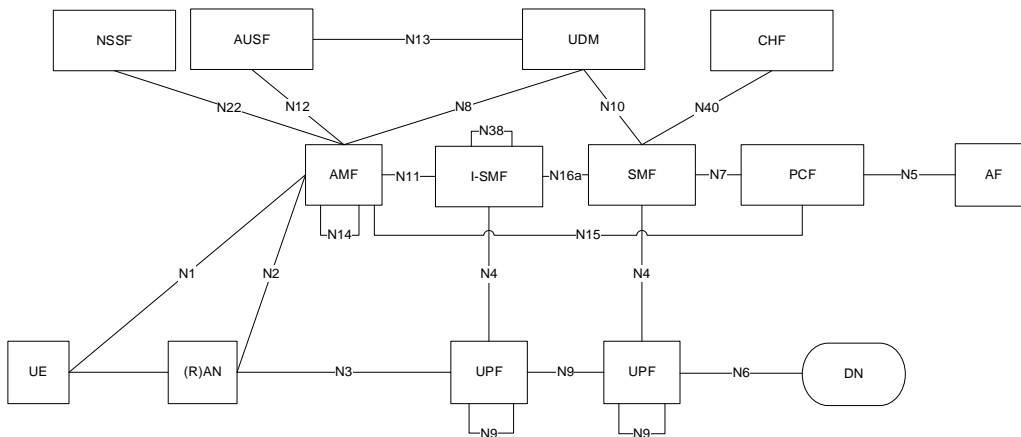 NSSF
AUSF
N13
UDM
CHF
N22
N12
N8
N10
N40
N38
AMF
N11
I-SMF
N16a
SMF
N7
PCF
N5
AF
N14
N15
N1
N2
N4
N4
UE
(R)AN
N3
UPF
N9
UPF
N6
DN
N9
N9